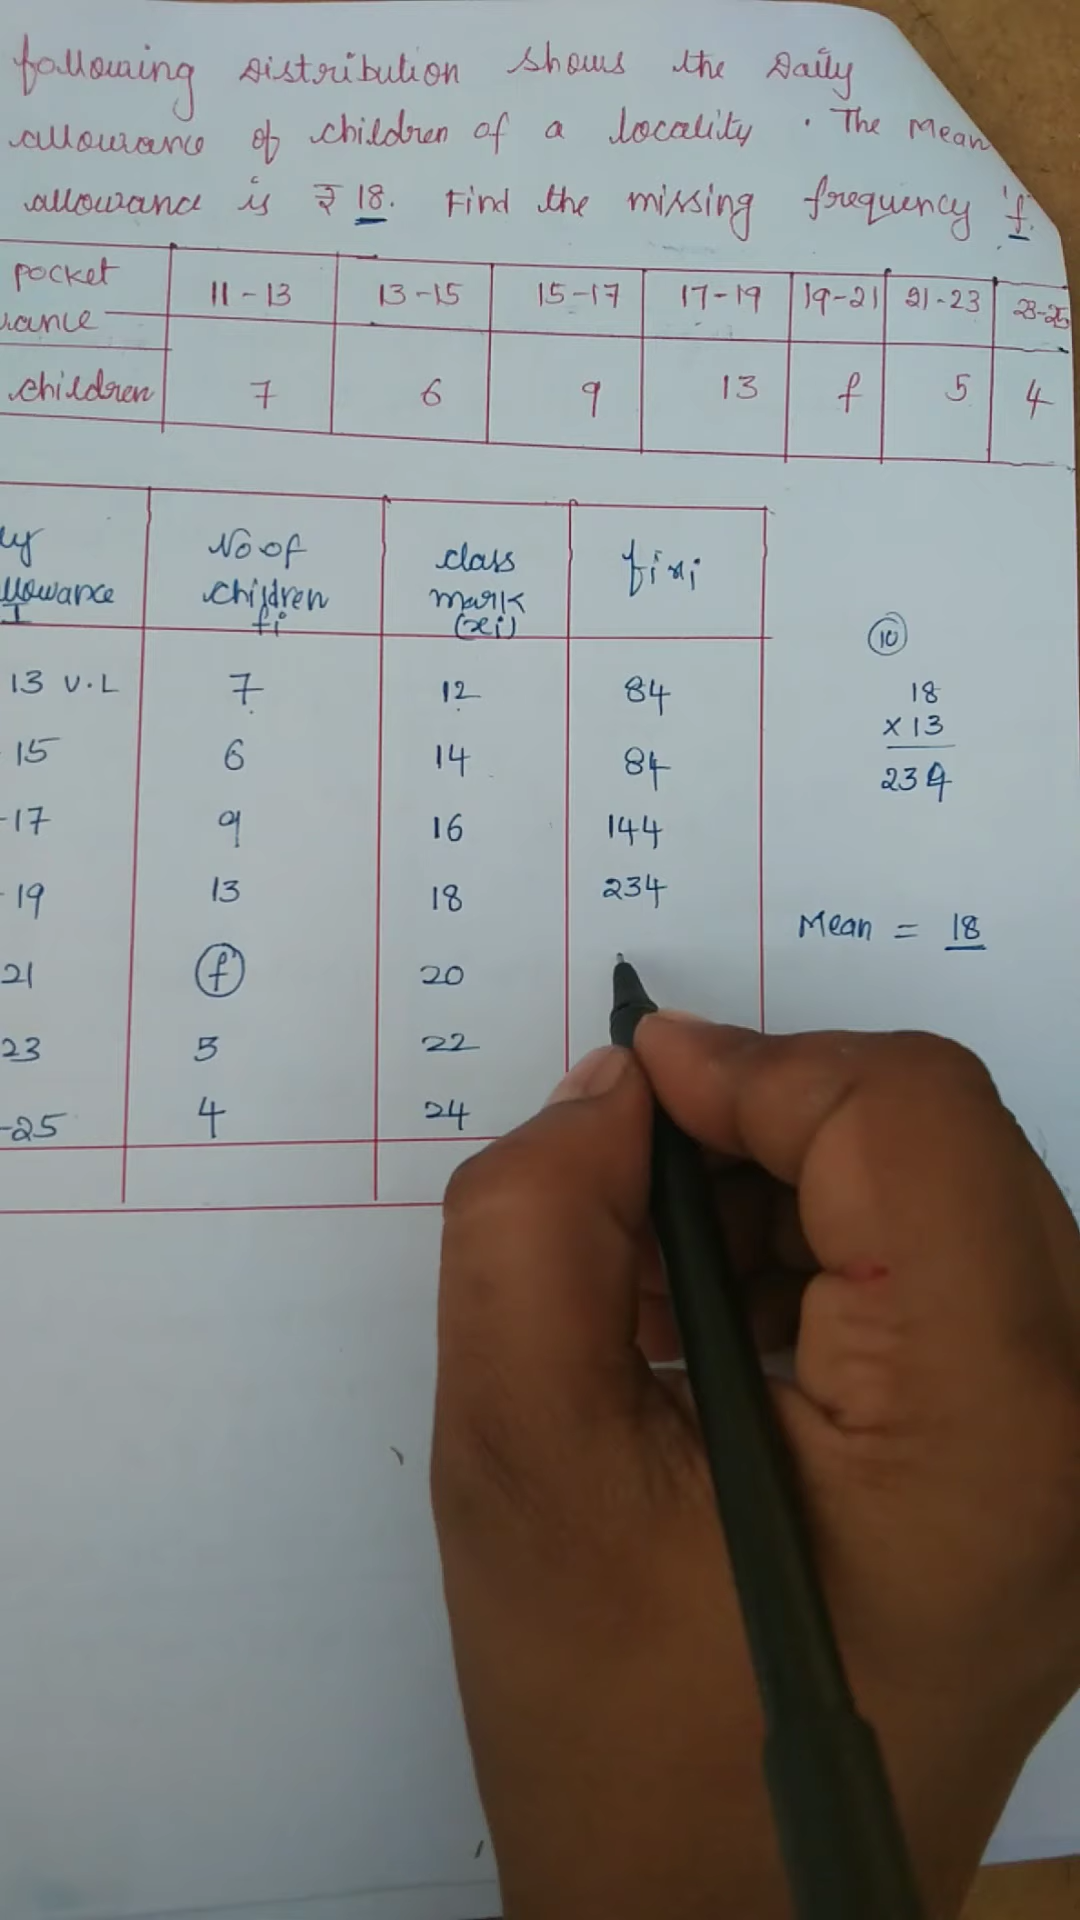 following Distribution shows the Daily
allowance of children of a locality . The Mean
allowance is ₹ 18. Find the missing frequency 'f'.
pocket 11-13 13-15 15-17 17-19 19-21 21-23 23-25
rance
children 7 6 9 13 f 5 4
ly No of class fixi
llowance children mark
I fi (xi)
13 U.L 7 12 84
- 15 6 14 84
-17 9 16 144
- 19 13 18 234
21 f 20
23 5 22
-25 4 24
10
18
x 13
234
Mean = 18